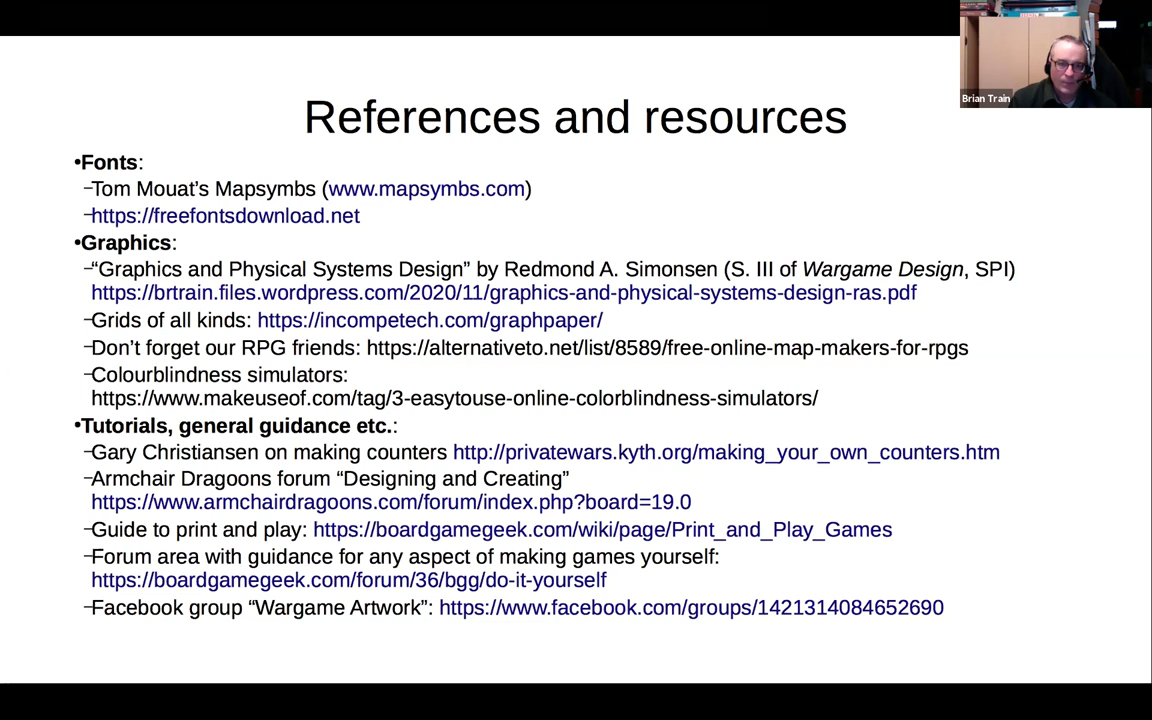 Brian Train
References and resources
•Fonts:
–Tom Mouat’s Mapsymbs (www.mapsymbs.com)
–https://freefontsdownload.net
•Graphics:
–“Graphics and Physical Systems Design” by Redmond A. Simonsen (S. III of Wargame Design, SPI)
https://brtrain.files.wordpress.com/2020/11/graphics-and-physical-systems-design-ras.pdf
–Grids of all kinds: https://incompetech.com/graphpaper/
–Don’t forget our RPG friends: https://alternativeto.net/list/8589/free-online-map-makers-for-rpgs
–Colourblindness simulators:
https://www.makeuseof.com/tag/3-easytouse-online-colorblindness-simulators/
•Tutorials, general guidance etc.:
–Gary Christiansen on making counters http://privatewars.kyth.org/making_your_own_counters.htm
–Armchair Dragoons forum “Designing and Creating”
https://www.armchairdragoons.com/forum/index.php?board=19.0
–Guide to print and play: https://boardgamegeek.com/wiki/page/Print_and_Play_Games
–Forum area with guidance for any aspect of making games yourself:
https://boardgamegeek.com/forum/36/bgg/do-it-yourself
–Facebook group “Wargame Artwork”: https://www.facebook.com/groups/1421314084652690